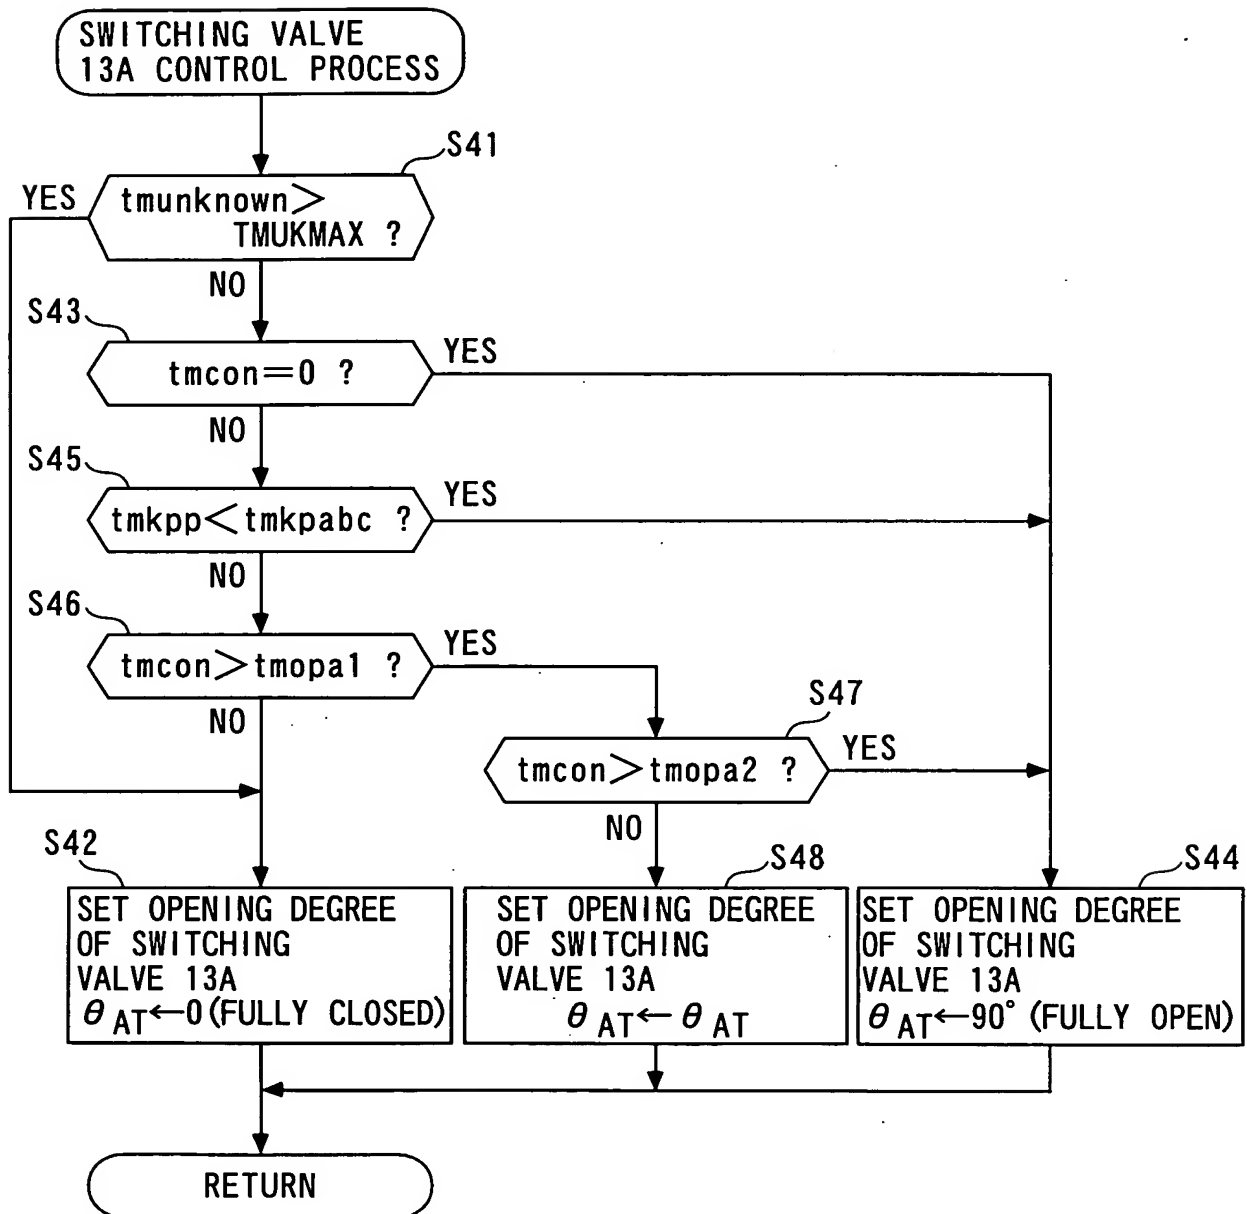 SWITCHING VALVE
13A CONTROL PROCESS
S41
YES
tmunknown>
TMUKMAX ?
NO
S43
tmcon=0 ?
YES
NO
S45
tmkpp<tmkpabc ?
YES
NO
S46
tmcon>tmopa1 ?
YES
NO
S47
tmcon>tmopa2 ?
YES
NO
S42
SET OPENING DEGREE
OF SWITCHING
VALVE 13A
θAT←0(FULLY CLOSED)
S48
SET OPENING DEGREE
OF SWITCHING
VALVE 13A
θAT←θAT
S44
SET OPENING DEGREE
OF SWITCHING
VALVE 13A
θAT←90°(FULLY OPEN)
RETURN